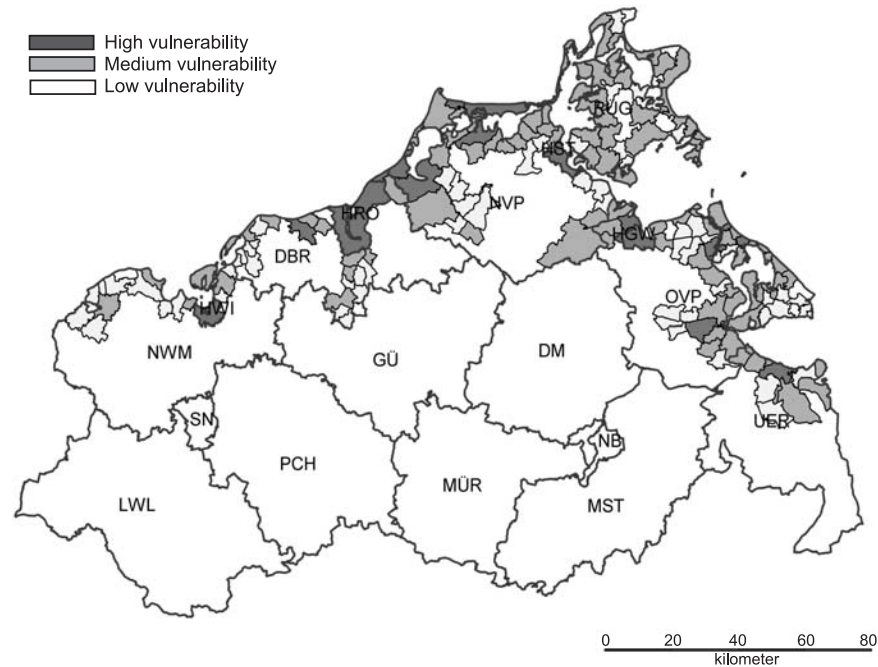 High vulnerability
Medium vulnerability
Low vulnerability
RÜG
HST
HRO
NVP
HGW
DBR
OVP
HWI
NWM
GÜ
DM
SN
UER
NB
PCH
MÜR
LWL
MST
0 20 40 60 80
kilometer